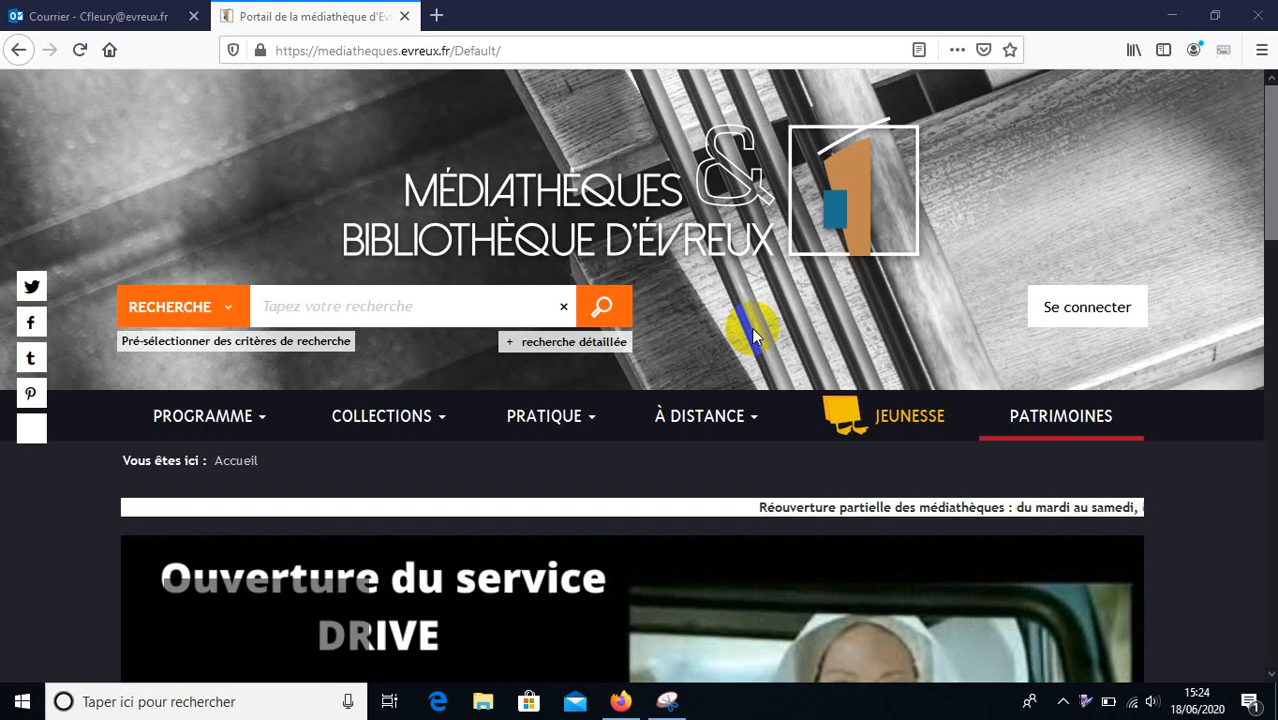 Courrier - Cfleury@evreux.fr
Portail de la médiathèque d'Ev
https://mediatheques.evreux.fr/Default/
MÉDIATHÉQUES &
BIBLIOTHÈQUE D'ÉVREUX
RECHERCHE
Tapez votre recherche
Se connecter
Pré-sélectionner des critères de recherche
+ recherche détaillée
PROGRAMME
COLLECTIONS
PRATIQUE
À DISTANCE
JEUNESSE
PATRIMOINES
Vous êtes ici : Accueil
Réouverture partielle des médiathèques : du mardi au samedi,
Ouverture du service
DRIVE
Taper ici pour rechercher
15:24
18/06/2020